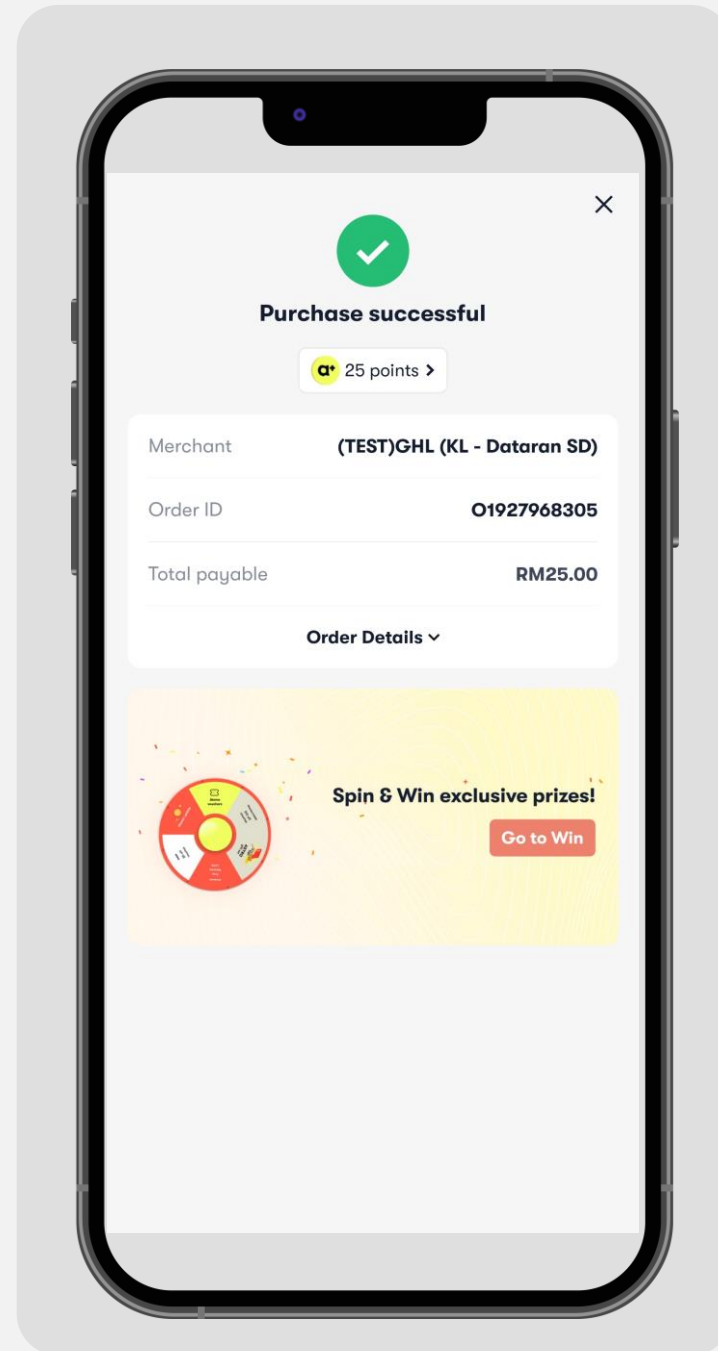 Purchase successful
a+ 25 points
Merchant (TEST)GHL (KL - Dataran SD)
Order ID O1927968305
Total payable RM25.00
Order Details
Spin & Win exclusive prizes!
Go to Win